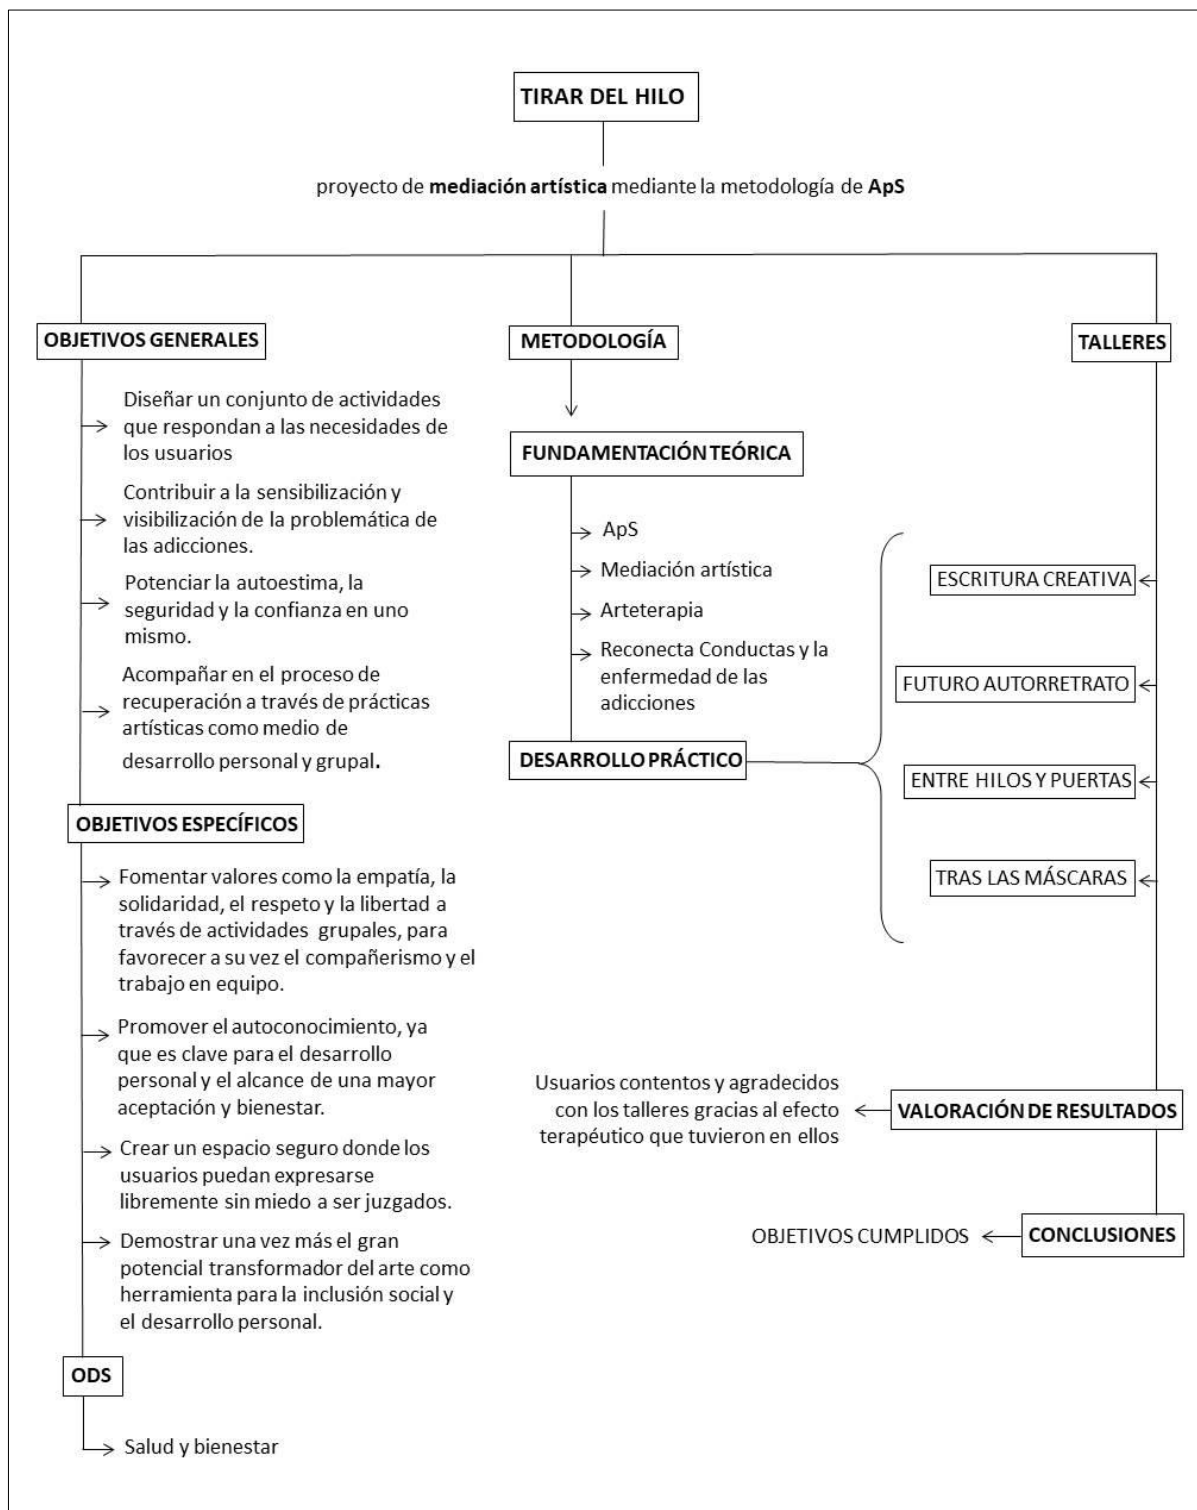 TIRAR DEL HILO
proyecto de mediación artística mediante la metodología de ApS
OBJETIVOS GENERALES
Diseñar un conjunto de actividades
que respondan a las necesidades de
los usuarios
Contribuir a la sensibilización y
visibilización de la problemática de
las adicciones.
Potenciar la autoestima, la
seguridad y la confianza en uno
mismo.
Acompañar en el proceso de
recuperación a través de prácticas
artísticas como medio de
desarrollo personal y grupal.
OBJETIVOS ESPECÍFICOS
Fomentar valores como la empatía, la
solidaridad, el respeto y la libertad a
través de actividades grupales, para
favorecer a su vez el compañerismo y el
trabajo en equipo.
Promover el autoconocimiento, ya
que es clave para el desarrollo
personal y el alcance de una mayor
aceptación y bienestar.
Crear un espacio seguro donde los
usuarios puedan expresarse
libremente sin miedo a ser juzgados.
Demostrar una vez más el gran
potencial transformador del arte como
herramienta para la inclusión social y
el desarrollo personal.
ODS
Salud y bienestar
METODOLOGÍA
FUNDAMENTACIÓN TEÓRICA
ApS
Mediación artística
Arteterapia
Reconecta Conductas y la
enfermedad de las
adicciones
DESARROLLO PRÁCTICO
TALLERES
ESCRITURA CREATIVA
FUTURO AUTORRETRATO
ENTRE HILOS Y PUERTAS
TRAS LAS MÁSCARAS
VALORACIÓN DE RESULTADOS
Usuarios contentos y agradecidos
con los talleres gracias al efecto
terapéutico que tuvieron en ellos
CONCLUSIONES
OBJETIVOS CUMPLIDOS